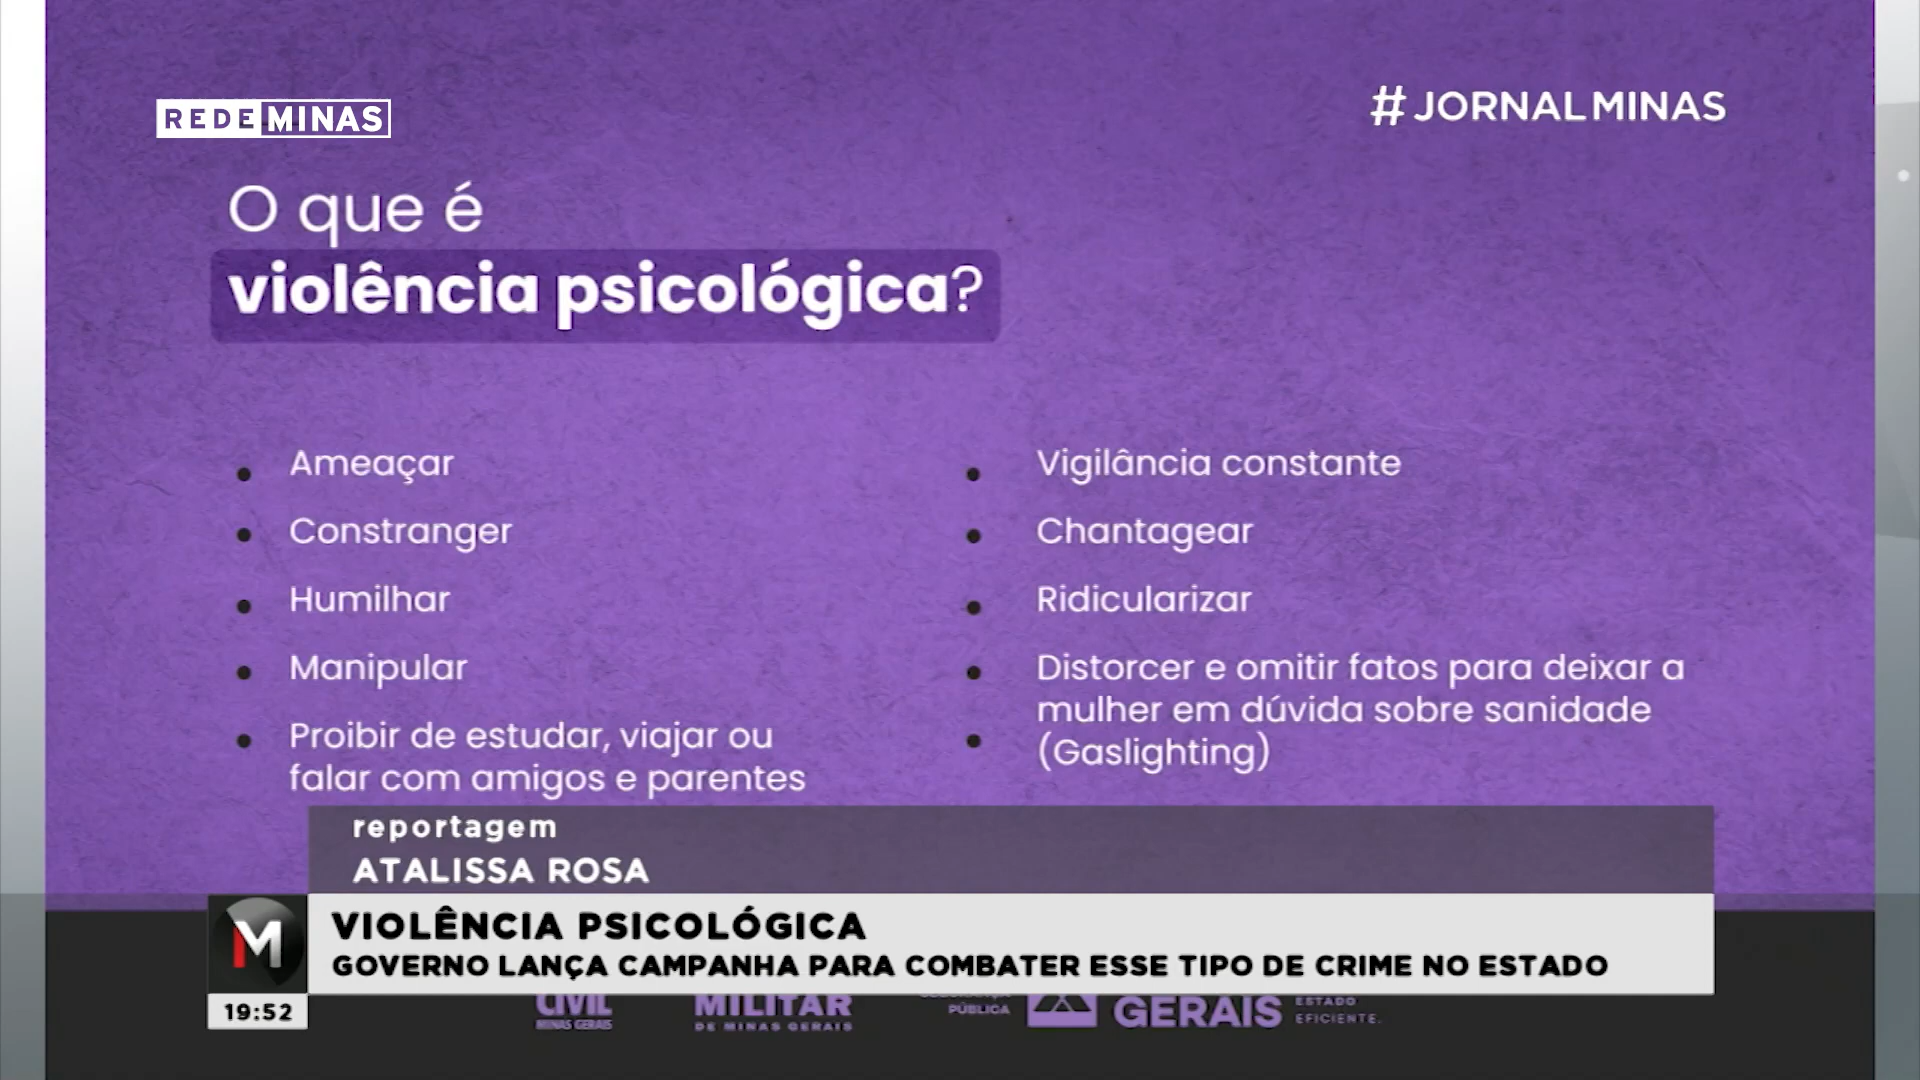 REDEMINAS
#JORNALMINAS
O que é
violência psicológica?
Ameaçar
Constranger
Humilhar
Manipular
Proibir de estudar, viajar ou
falar com amigos e parentes
Vigilância constante
Chantagear
Ridicularizar
Distorcer e omitir fatos para deixar a
mulher em dúvida sobre sanidade
(Gaslighting)
reportagem
ATALISSA ROSA
M
VIOLÊNCIA PSICOLÓGICA
GOVERNO LANÇA CAMPANHA PARA COMBATER ESSE TIPO DE CRIME NO ESTADO
19:52
CIVIL
MINAS GERAIS
MILITAR
DE MINAS GERAIS
PÚBLICA
GERAIS
ESTADO
EFICIENTE.